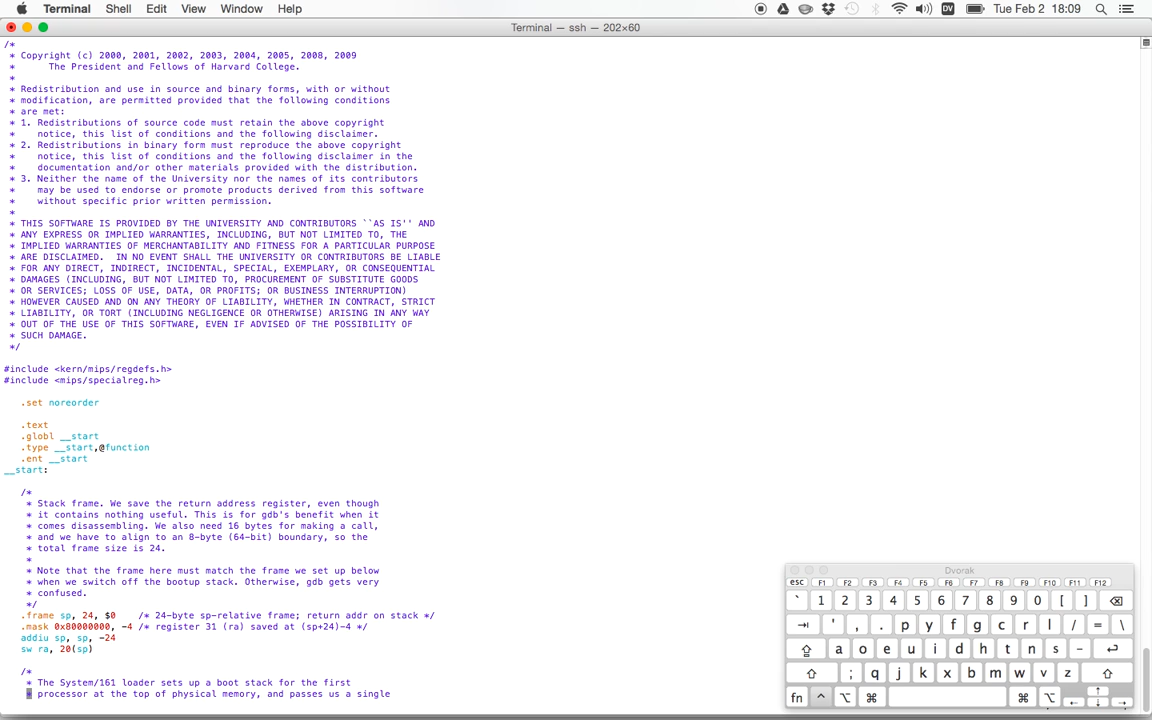 Terminal Shell Edit View Window Help DV Tue Feb 2 18:09
Terminal — ssh — 202×60
/*
* Copyright (c) 2000, 2001, 2002, 2003, 2004, 2005, 2008, 2009
* The President and Fellows of Harvard College.
*
* Redistribution and use in source and binary forms, with or without
* modification, are permitted provided that the following conditions
* are met:
* 1. Redistributions of source code must retain the above copyright
* notice, this list of conditions and the following disclaimer.
* 2. Redistributions in binary form must reproduce the above copyright
* notice, this list of conditions and the following disclaimer in the
* documentation and/or other materials provided with the distribution.
* 3. Neither the name of the University nor the names of its contributors
* may be used to endorse or promote products derived from this software
* without specific prior written permission.
*
* THIS SOFTWARE IS PROVIDED BY THE UNIVERSITY AND CONTRIBUTORS ``AS IS'' AND
* ANY EXPRESS OR IMPLIED WARRANTIES, INCLUDING, BUT NOT LIMITED TO, THE
* IMPLIED WARRANTIES OF MERCHANTABILITY AND FITNESS FOR A PARTICULAR PURPOSE
* ARE DISCLAIMED.  IN NO EVENT SHALL THE UNIVERSITY OR CONTRIBUTORS BE LIABLE
* FOR ANY DIRECT, INDIRECT, INCIDENTAL, SPECIAL, EXEMPLARY, OR CONSEQUENTIAL
* DAMAGES (INCLUDING, BUT NOT LIMITED TO, PROCUREMENT OF SUBSTITUTE GOODS
* OR SERVICES; LOSS OF USE, DATA, OR PROFITS; OR BUSINESS INTERRUPTION)
* HOWEVER CAUSED AND ON ANY THEORY OF LIABILITY, WHETHER IN CONTRACT, STRICT
* LIABILITY, OR TORT (INCLUDING NEGLIGENCE OR OTHERWISE) ARISING IN ANY WAY
* OUT OF THE USE OF THIS SOFTWARE, EVEN IF ADVISED OF THE POSSIBILITY OF
* SUCH DAMAGE.
*/
#include <kern/mips/regdefs.h>
#include <mips/specialreg.h>
.set noreorder
.text
.globl __start
.type __start,@function
.ent __start
__start:
/*
* Stack frame. We save the return address register, even though
* it contains nothing useful. This is for gdb's benefit when it
* comes disassembling. We also need 16 bytes for making a call,
* and we have to align to an 8-byte (64-bit) boundary, so the
* total frame size is 24.
*
* Note that the frame here must match the frame we set up below
* when we switch off the bootup stack. Otherwise, gdb gets very
* confused.
*/
.frame sp, 24, $0 /* 24-byte sp-relative frame; return addr on stack */
.mask 0x80000000, -4 /* register 31 (ra) saved at (sp+24)-4 */
addiu sp, sp, -24
sw ra, 20(sp)
/*
* The System/161 loader sets up a boot stack for the first
* processor at the top of physical memory, and passes us a single
Dvorak
esc F1 F2 F3 F4 F5 F6 F7 F8 F9 F10 F11 F12
` 1 2 3 4 5 6 7 8 9 0 [ ] ⌫
⇥ ' , . p y f g c r l / = \
⇪ a o e u i d h t n s - ↩
⇧ ; q j k x b m w v z ⇧
fn ^ ⌥ ⌘ ⌘ ⌥ ← ↑ ↓ →